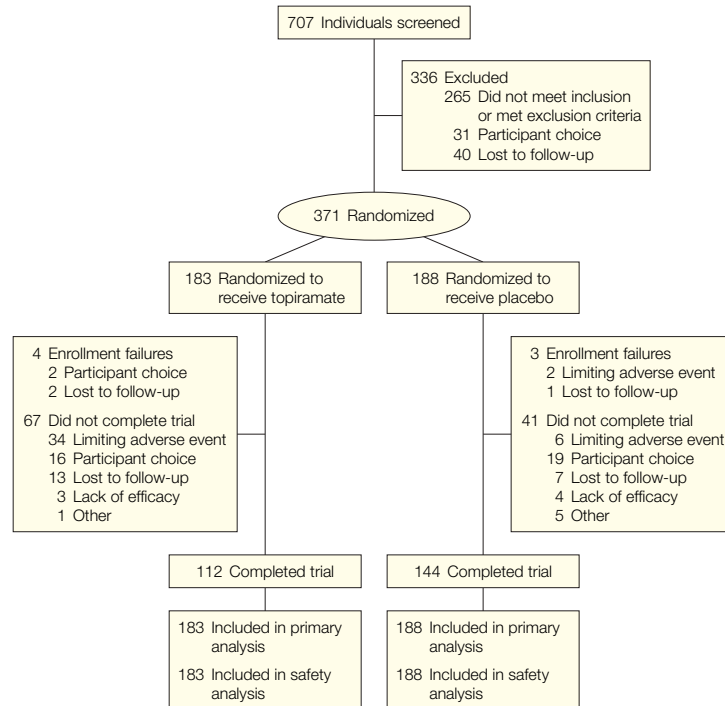 707 Individuals screened
336 Excluded
265 Did not meet inclusion
or met exclusion criteria
31 Participant choice
40 Lost to follow-up
371 Randomized
183 Randomized to
receive topiramate
188 Randomized to
receive placebo
4 Enrollment failures
2 Participant choice
2 Lost to follow-up
67 Did not complete trial
34 Limiting adverse event
16 Participant choice
13 Lost to follow-up
3 Lack of efficacy
1 Other
3 Enrollment failures
2 Limiting adverse event
1 Lost to follow-up
41 Did not complete trial
6 Limiting adverse event
19 Participant choice
7 Lost to follow-up
4 Lack of efficacy
5 Other
112 Completed trial
144 Completed trial
183 Included in primary
analysis
183 Included in safety
analysis
188 Included in primary
analysis
188 Included in safety
analysis